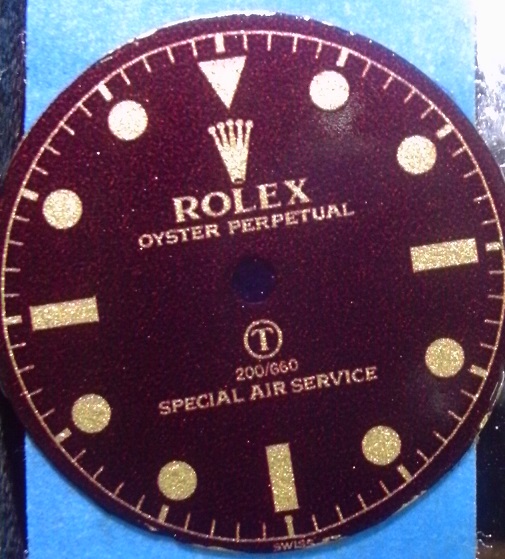 ROLEX
OYSTER PERPETUAL
T
200/660
SPECIAL AIR SERVICE
SWISS